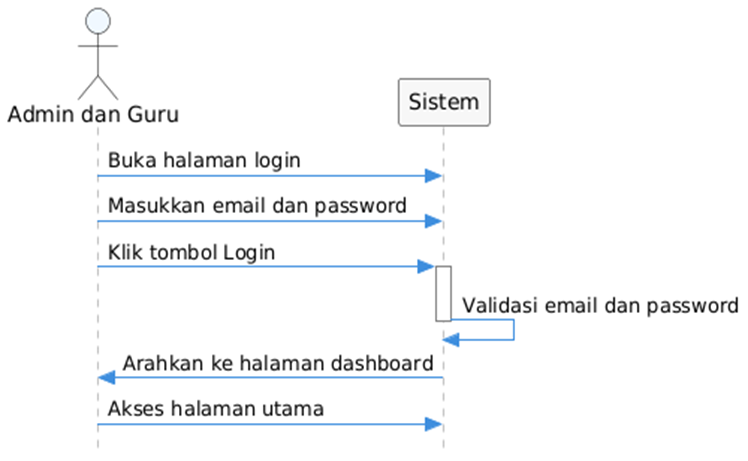 Admin dan Guru
Sistem
Buka halaman login
Masukkan email dan password
Klik tombol Login
Validasi email dan password
Arahkan ke halaman dashboard
Akses halaman utama